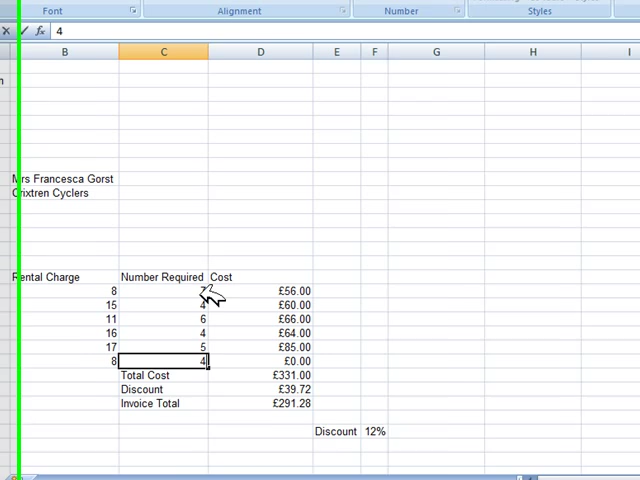 Font Alignment Number Styles
4
B C D E F G H I
Mrs Francesca Gorst
Crixtren Cyclers
Rental Charge Number Required Cost
8 7 £56.00
15 4 £60.00
11 6 £66.00
16 4 £64.00
17 5 £85.00
8 4 £0.00
Total Cost £331.00
Discount £39.72
Invoice Total £291.28
Discount 12%